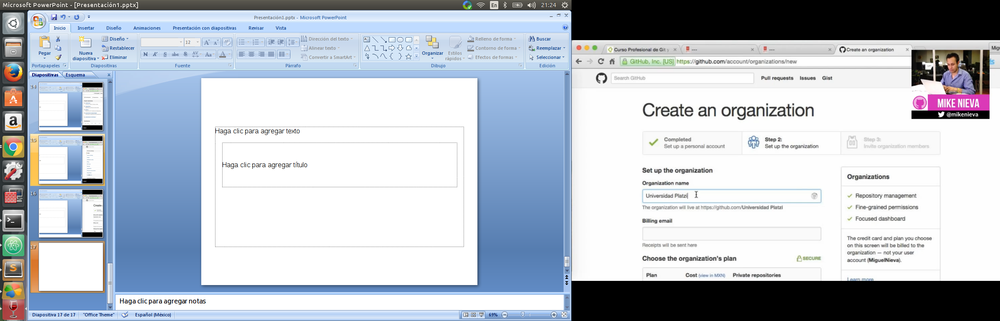 Microsoft PowerPoint - [Presentación1.pptx]
En
21:24
Presentación1.pptx - Microsoft PowerPoint
Inicio
Insertar
Diseño
Animaciones
Presentación con diapositivas
Revisar
Vista
Pegar
Portapapeles
Nueva
diapositiva
Diseño
Restablecer
Eliminar
Diapositivas
12
N K S abc S AV Aa A
Fuente
Dirección del texto
Alinear texto
Convertir a SmartArt
Párrafo
Organizar
Estilos
rápidos
Relleno de forma
Contorno de forma
Efectos de formas
Dibujo
Buscar
Reemplazar
Seleccionar
Edición
Diapositivas
Esquema
14
15
16
17
Haga clic para agregar texto
Haga clic para agregar título
Haga clic para agregar notas
Diapositiva 17 de 17
"Office Theme"
Español (México)
69%
Curso Profesional de Git y
---
---
Create an organization
Migu
GitHub, Inc. [US] https://github.com/account/organizations/new
Search GitHub
Pull requests
Issues
Gist
MIKE NIEVA
@mikenieva
Create an organization
Completed
Set up a personal account
Step 2:
Set up the organization
Step 3:
Invite organization members
Set up the organization
Organization name
Universidad Platzi
The organization will live at https://github.com/Universidad Platzi
Billing email
Receipts will be sent here
Choose the organization's plan
SECURE
Plan
Cost (view in MXN)
Private repositories
Organizations
Repository management
Fine-grained permissions
Focused dashboard
The credit card and plan you choose
on this screen will be billed to the
organization — not your user
account (MiguelNieva).
Learn more